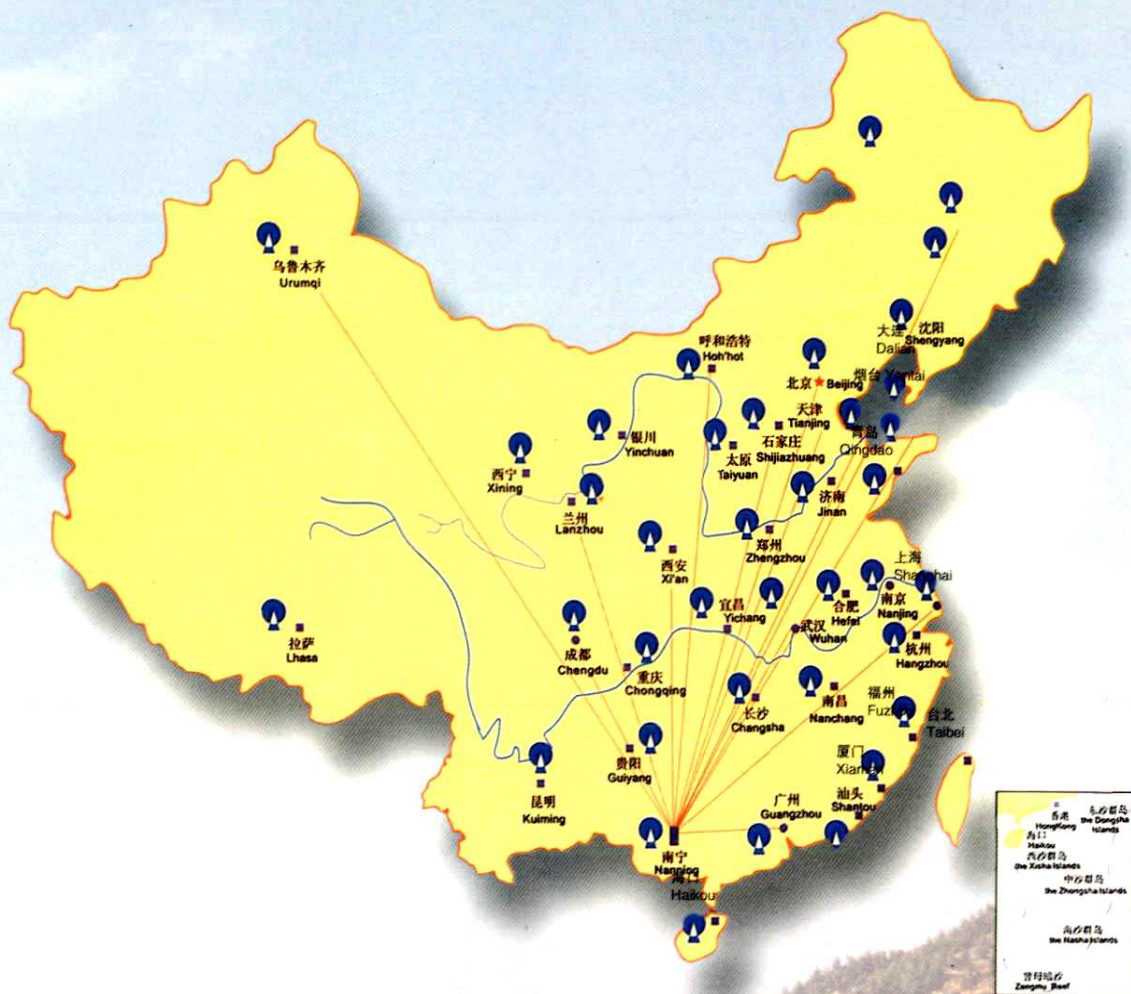 乌鲁木齐
Urumqi
呼和浩特
Hoh'hot
大连
Dalian
沈阳
Shengyang
北京
Beijing
烟台 Yantai
天津
Tianjing
银川
Yinchuan
石家庄
Shijiazhuang
太原
Taiyuan
青岛
Qingdao
西宁
Xining
兰州
Lanzhou
济南
Jinan
郑州
Zhengzhou
西安
Xi'an
上海
Shanghai
宜昌
Yichang
合肥
Hefei
南京
Nanjing
武汉
Wuhan
杭州
Hangzhou
拉萨
Lhasa
成都
Chengdu
重庆
Chongqing
长沙
Changsha
南昌
Nanchang
福州
台北
Taibei
贵阳
Guiyang
厦门
昆明
Kuiming
广州
Guangzhou
汕头
Shantou
南宁
海口
Haikou
香港
HongKong
东沙群岛
the Dongsha
Islands
海口
Haikou
西沙群岛
the Xisha Islands
中沙群岛
the Zhongsha Islands
南沙群岛
the Nasha Islands
曾母暗沙
Zengmu Reef